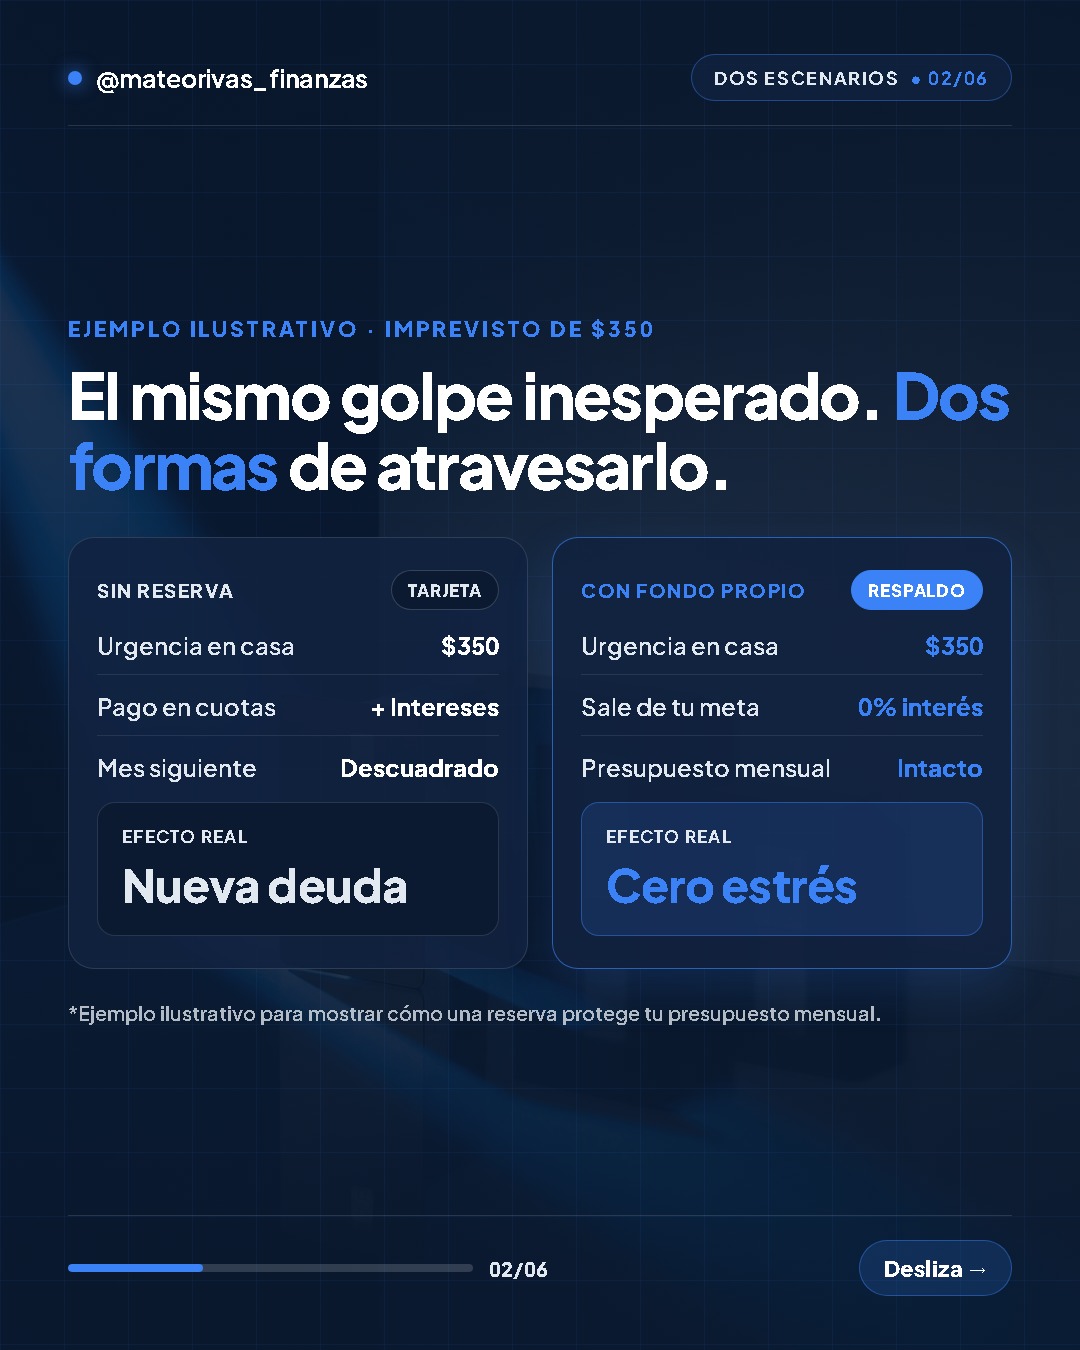 @mateorivas_finanzas
DOS ESCENARIOS • 02/06
EJEMPLO ILUSTRATIVO · IMPREVISTO DE $350
El mismo golpe inesperado. Dos
formas de atravesarlo.
SIN RESERVA TARJETA
Urgencia en casa $350
Pago en cuotas + Intereses
Mes siguiente Descuadrado
EFECTO REAL
Nueva deuda
CON FONDO PROPIO RESPALDO
Urgencia en casa $350
Sale de tu meta 0% interés
Presupuesto mensual Intacto
EFECTO REAL
Cero estrés
*Ejemplo ilustrativo para mostrar cómo una reserva protege tu presupuesto mensual.
02/06
Desliza →